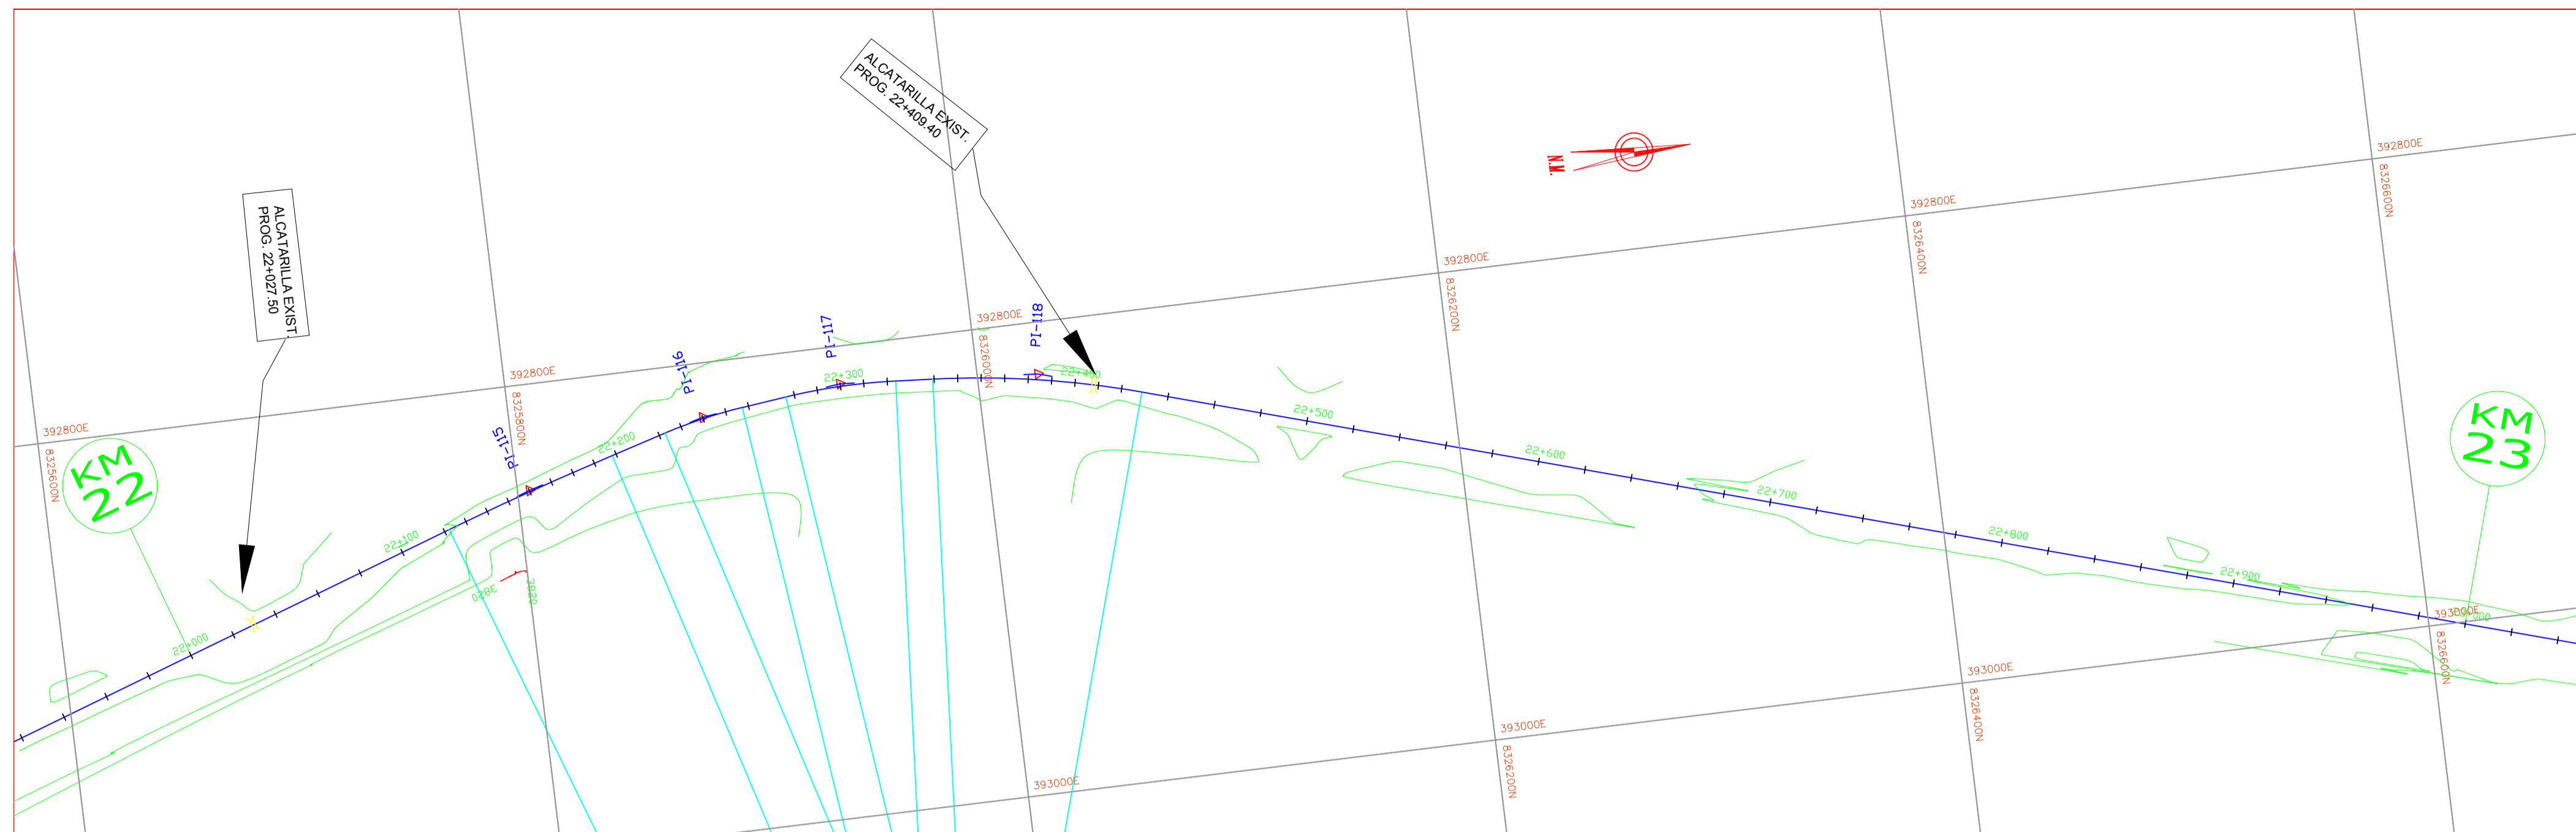 ALCATARILLA EXIST.
PROG. 22+027.50
ALCATARILLA EXIST.
PROG. 22+409.40
N.M.
KM
22
KM
23
PI-115
PI-116
PI-117
PI-118
22+000
22+100
22+200
22+300
22+400
22+500
22+600
22+700
22+800
22+900
3820
3820
392800E
8325600N
392800E
8325800N
392800E
8326000N
392800E
8326200N
392800E
8326400N
392800E
8326600N
393000E
393000E
8326200N
393000E
8326400N
393000E
8326600N